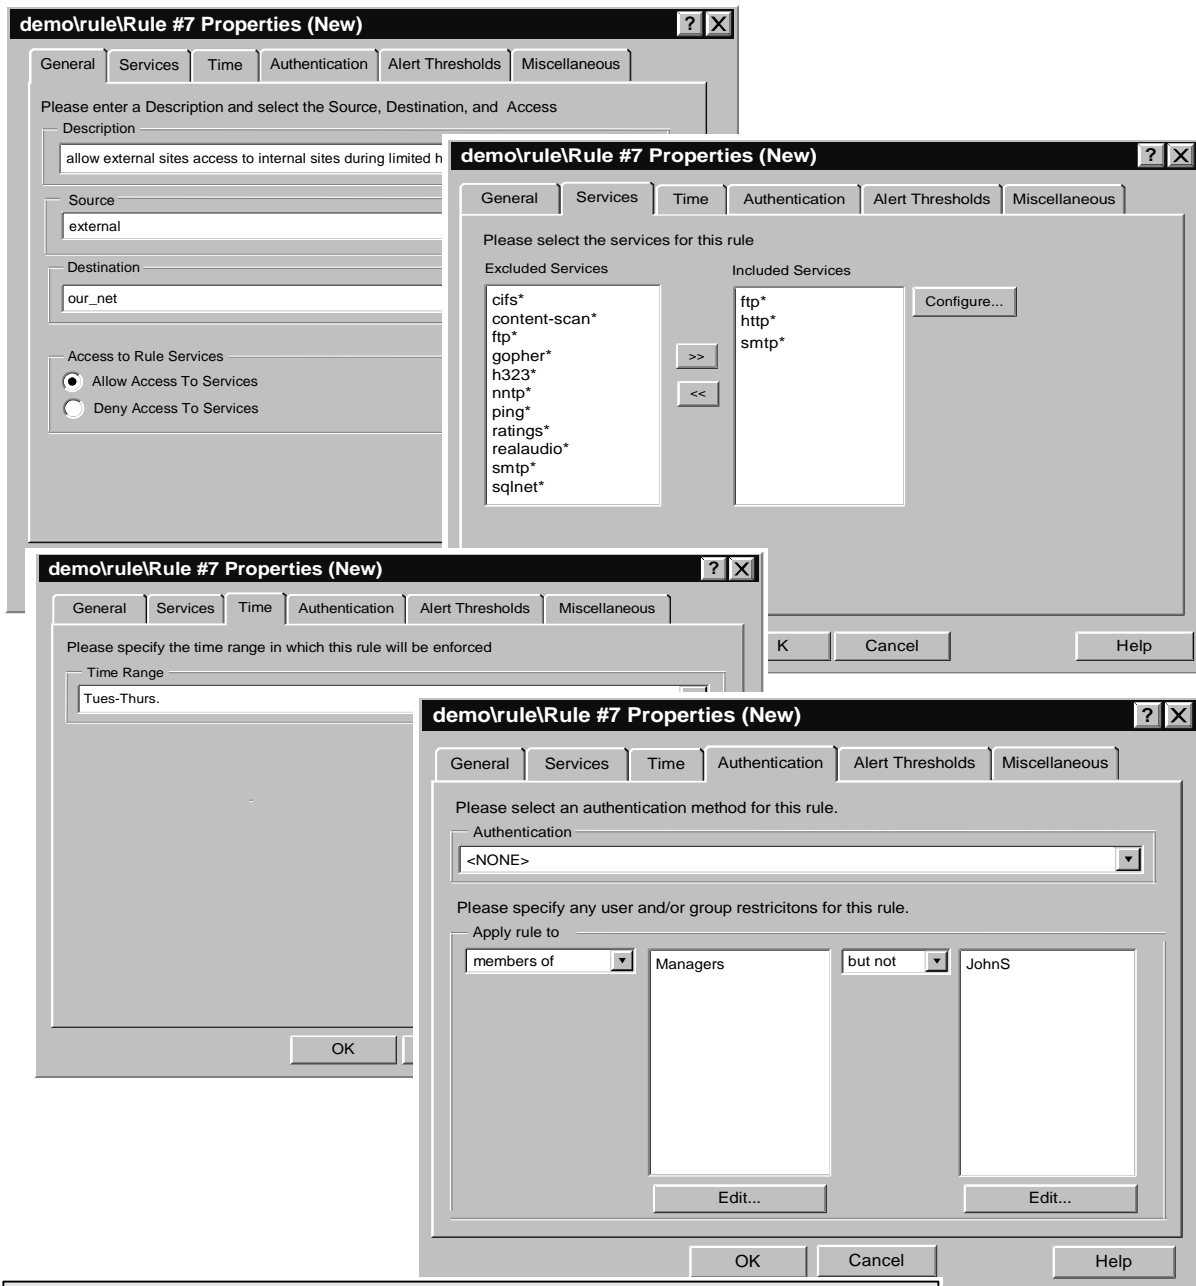 demo\rule\Rule #7 Properties (New)
? X
General Services Time Authentication Alert Thresholds Miscellaneous
Please enter a Description and select the Source, Destination, and Access
Description
allow external sites access to internal sites during limited h
Source
external
Destination
our_net
Access to Rule Services
Allow Access To Services
Deny Access To Services
demo\rule\Rule #7 Properties (New)
? X
General Services Time Authentication Alert Thresholds Miscellaneous
Please select the services for this rule
Excluded Services
cifs*
content-scan*
ftp*
gopher*
h323*
nntp*
ping*
ratings*
realaudio*
smtp*
sqlnet*
>>
<<
Included Services
ftp*
http*
smtp*
Configure...
K Cancel Help
demo\rule\Rule #7 Properties (New)
? X
General Services Time Authentication Alert Thresholds Miscellaneous
Please specify the time range in which this rule will be enforced
Time Range
Tues-Thurs.
OK
demo\rule\Rule #7 Properties (New)
? X
General Services Time Authentication Alert Thresholds Miscellaneous
Please select an authentication method for this rule.
Authentication
<NONE>
Please specify any user and/or group restricitons for this rule.
Apply rule to
members of Managers but not JohnS
Edit... Edit...
OK Cancel Help